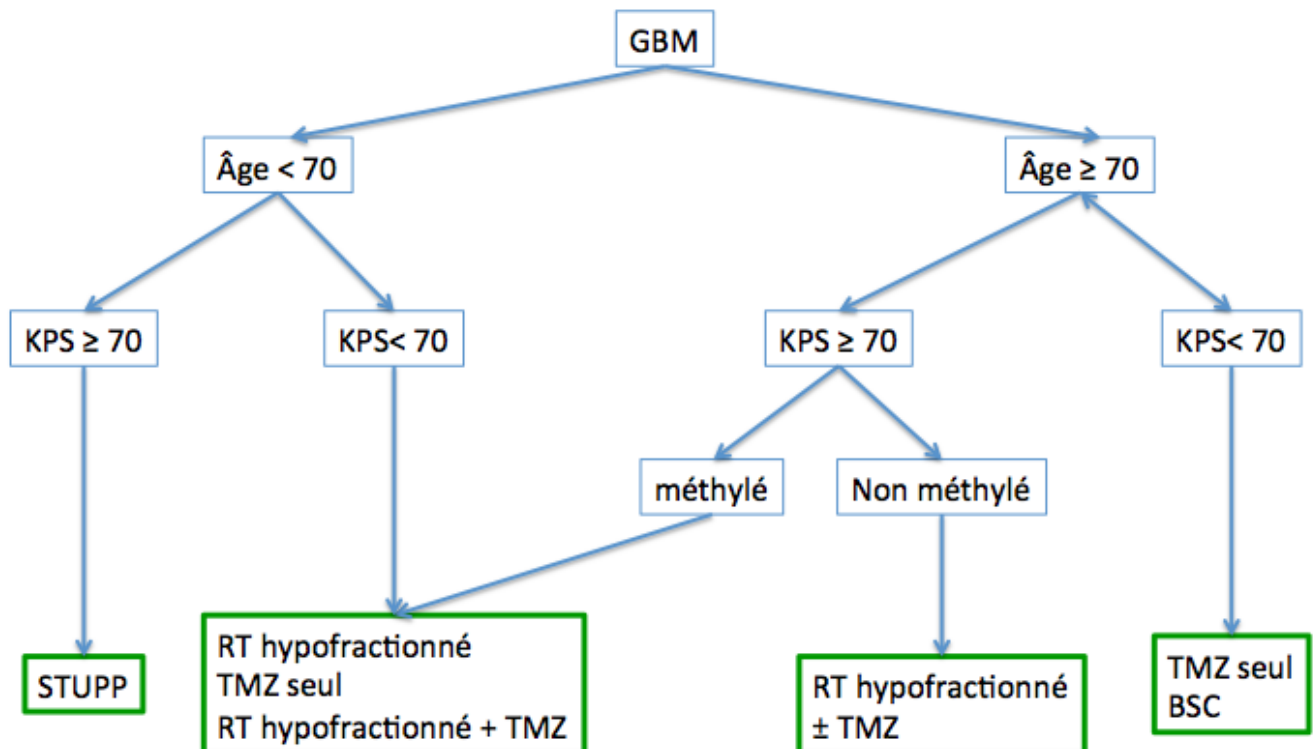 GBM
Âge < 70
Âge ≥ 70
KPS ≥ 70
KPS< 70
KPS ≥ 70
KPS< 70
méthylé
Non méthylé
STUPP
RT hypofractionné
TMZ seul
RT hypofractionné + TMZ
RT hypofractionné
± TMZ
TMZ seul
BSC